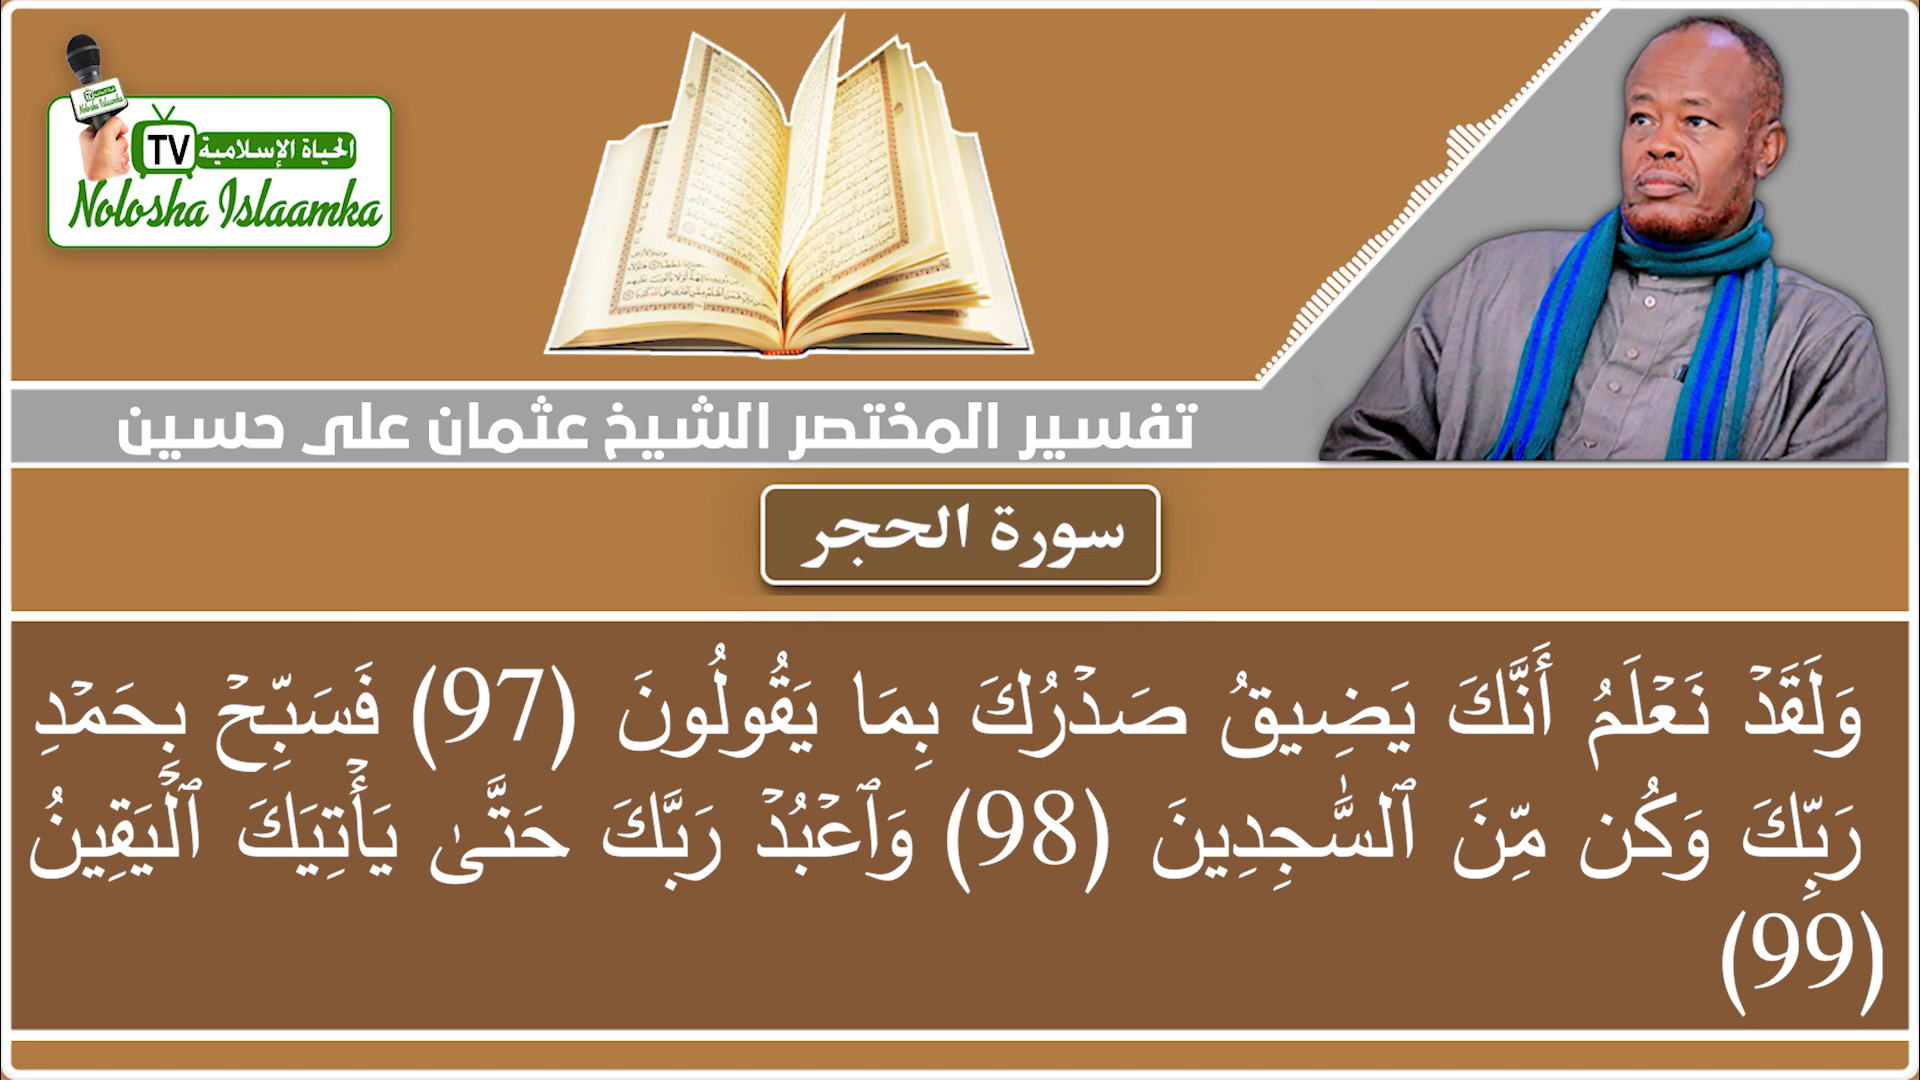 TV الحياة الإسلامية
Nolosha Islaamka
تفسير المختصر الشيخ عثمان على حسين
سورة الحجر
وَلَقَدۡ نَعۡلَمُ أَنَّكَ يَضِيقُ صَدۡرُكَ بِمَا يَقُولُونَ (97) فَسَبِّحۡ بِحَمۡدِ
رَبِّكَ وَكُن مِّنَ ٱلسَّٰجِدِينَ (98) وَٱعۡبُدۡ رَبَّكَ حَتَّىٰ يَأۡتِيَكَ ٱلۡيَقِينُ
(99)